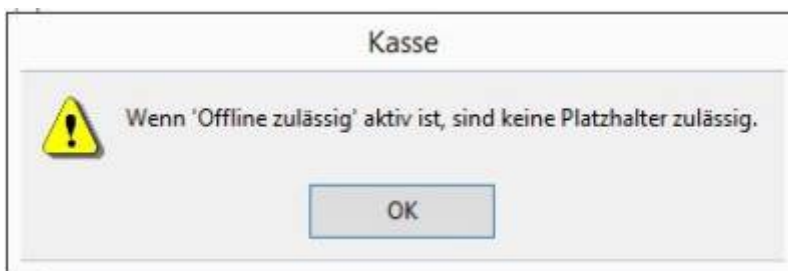 Kasse
Wenn 'Offline zulässig' aktiv ist, sind keine Platzhalter zulässig.
OK